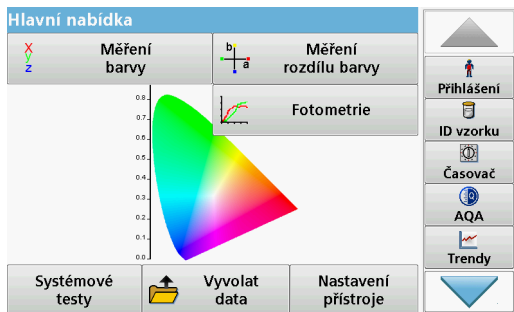 Hlavní nabídka
X
y
z
Měření
barvy
b
a
Měření
rozdílu barvy
Fotometrie
0.8
0.7
0.6
0.5
0.4
0.3
0.2
0.1
0.0
Systémové
testy
Vyvolat
data
Nastavení
přístroje
Přihlášení
ID vzorku
Časovač
AQA
Trendy